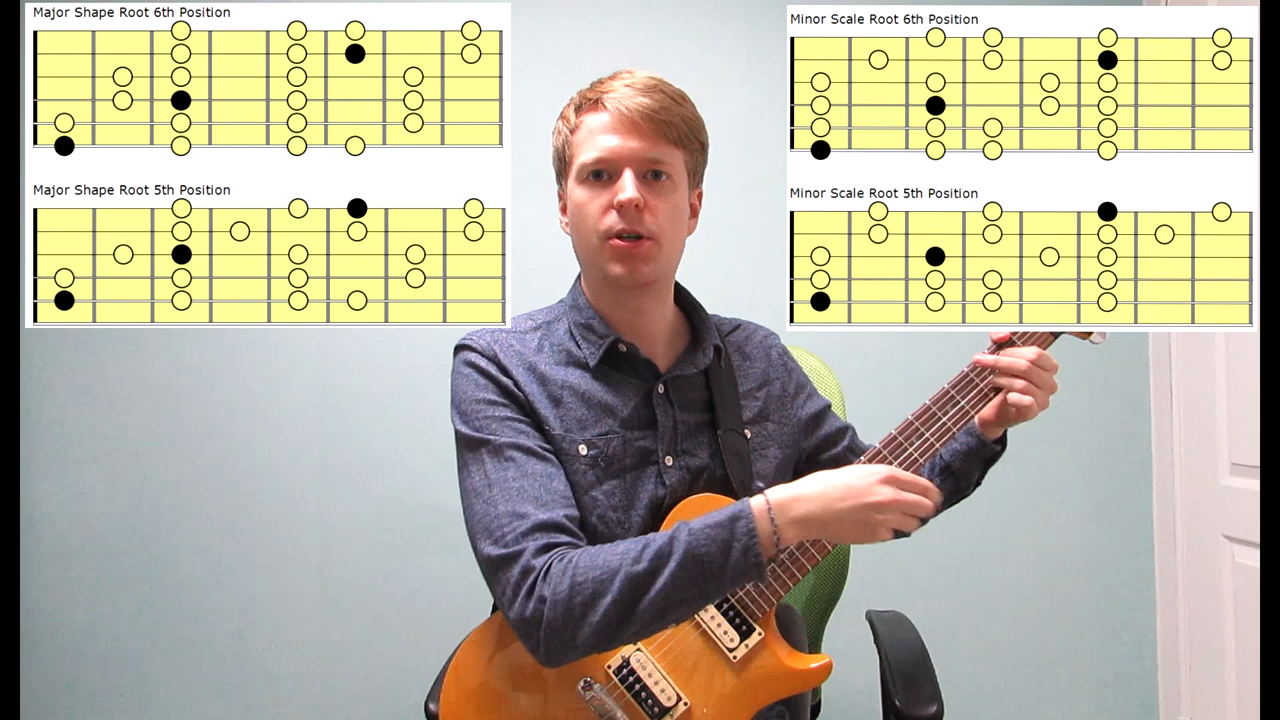 Major Shape Root 6th Position
Major Shape Root 5th Position
Minor Scale Root 6th Position
Minor Scale Root 5th Position